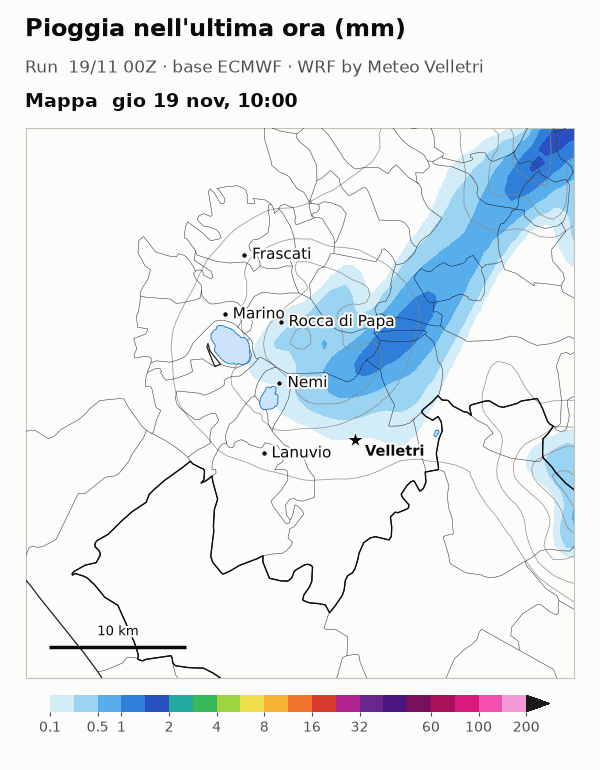 Pioggia nell'ultima ora (mm)
Run  19/11 00Z · base ECMWF · WRF by Meteo Velletri
Mappa  gio 19 nov, 10:00
Frascati
Marino
Rocca di Papa
Nemi
Lanuvio
Velletri
10 km
0.1 0.5 1 2 4 8 16 32 60 100 200